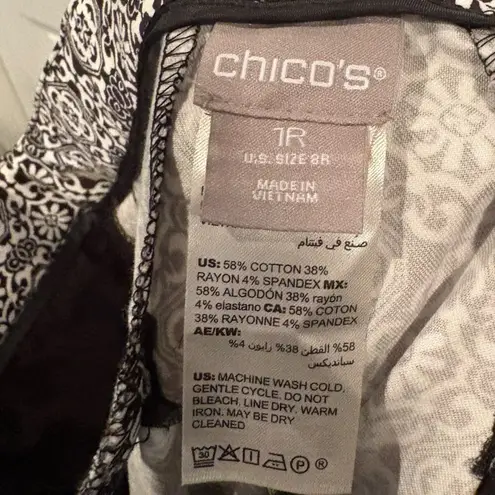 chico's®
1R
U.S. SIZE 8R
MADE IN
VIETNAM
صنع في فيتنام
US: 58% COTTON 38%
RAYON 4% SPANDEX MX:
58% ALGODÓN 38% rayón
4% elastano CA: 58% COTON
38% RAYONNE 4% SPANDEX
AE/KW:
58% القطن 38% رايون 4%
سباندیكس
US: MACHINE WASH COLD.
GENTLE CYCLE. DO NOT
BLEACH. LINE DRY. WARM
IRON. MAY BE DRY
CLEANED.
30 P ®